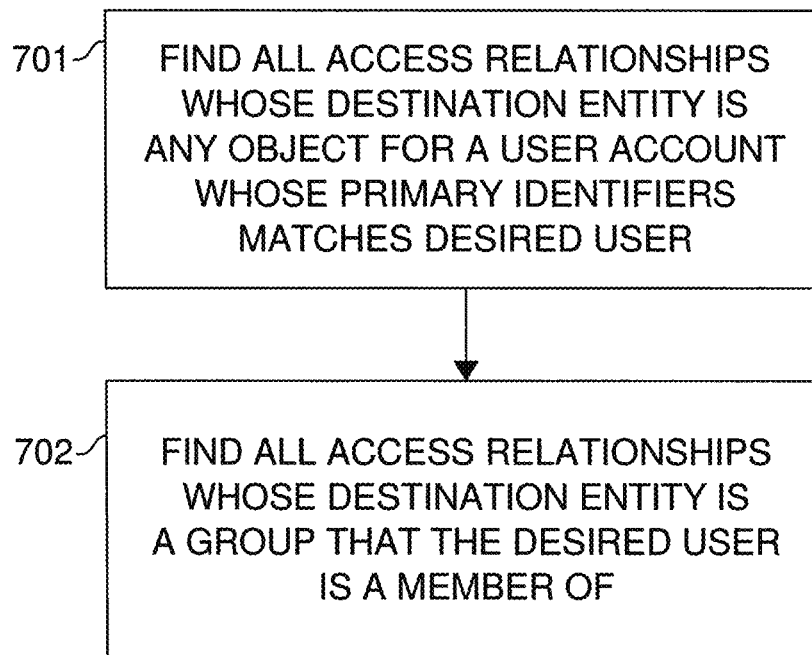 701
FIND ALL ACCESS RELATIONSHIPS
WHOSE DESTINATION ENTITY IS
ANY OBJECT FOR A USER ACCOUNT
WHOSE PRIMARY IDENTIFIERS
MATCHES DESIRED USER
702
FIND ALL ACCESS RELATIONSHIPS
WHOSE DESTINATION ENTITY IS
A GROUP THAT THE DESIRED USER
IS A MEMBER OF